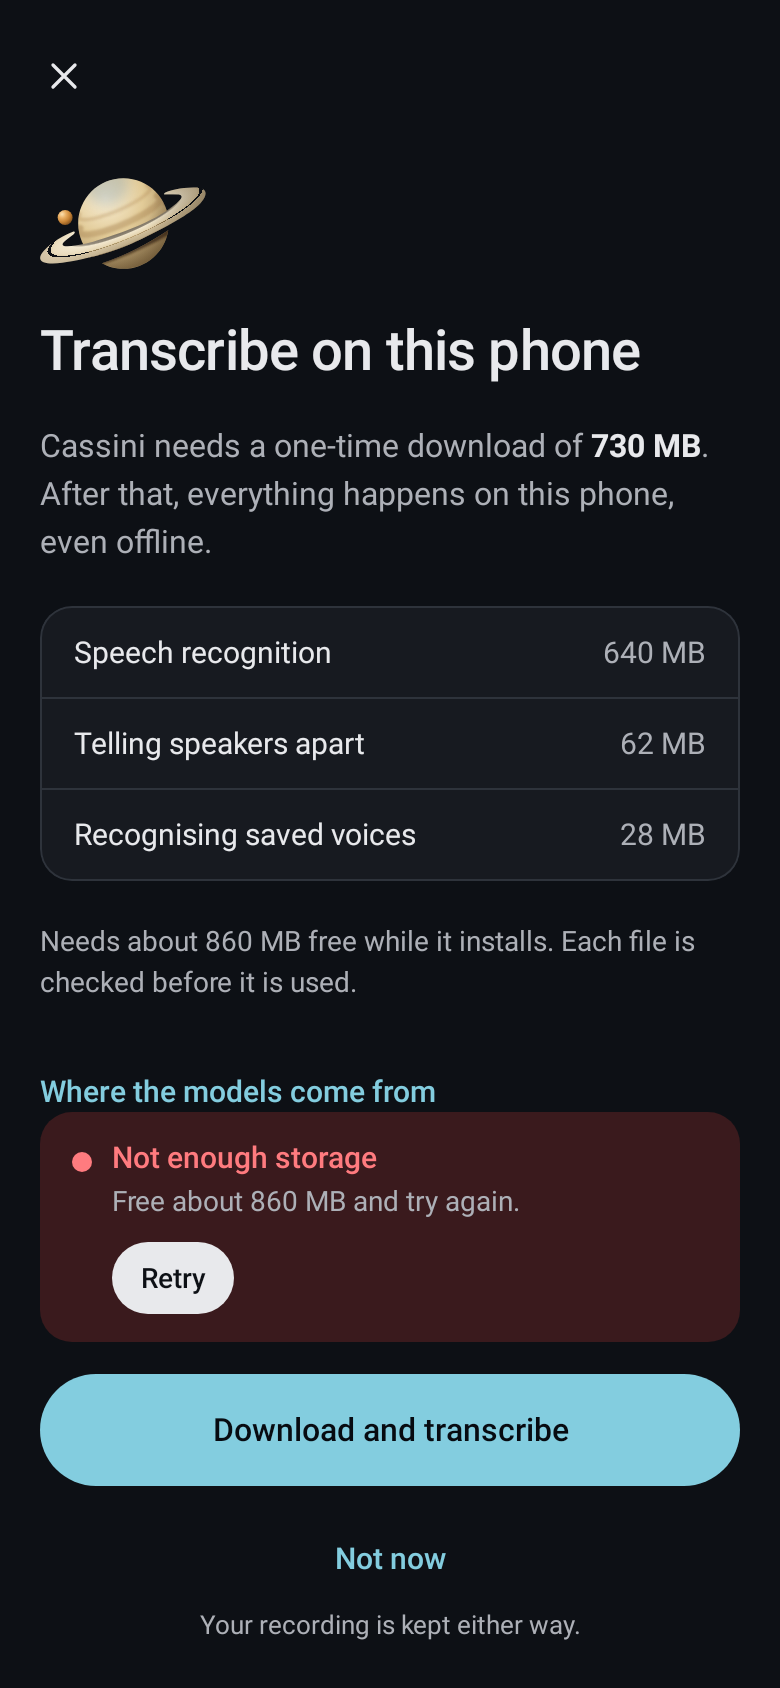 Transcribe on this phone
Cassini needs a one-time download of 730 MB.
After that, everything happens on this phone,
even offline.
Speech recognition 640 MB
Telling speakers apart 62 MB
Recognising saved voices 28 MB
Needs about 860 MB free while it installs. Each file is
checked before it is used.
Where the models come from
Not enough storage
Free about 860 MB and try again.
Retry
Download and transcribe
Not now
Your recording is kept either way.